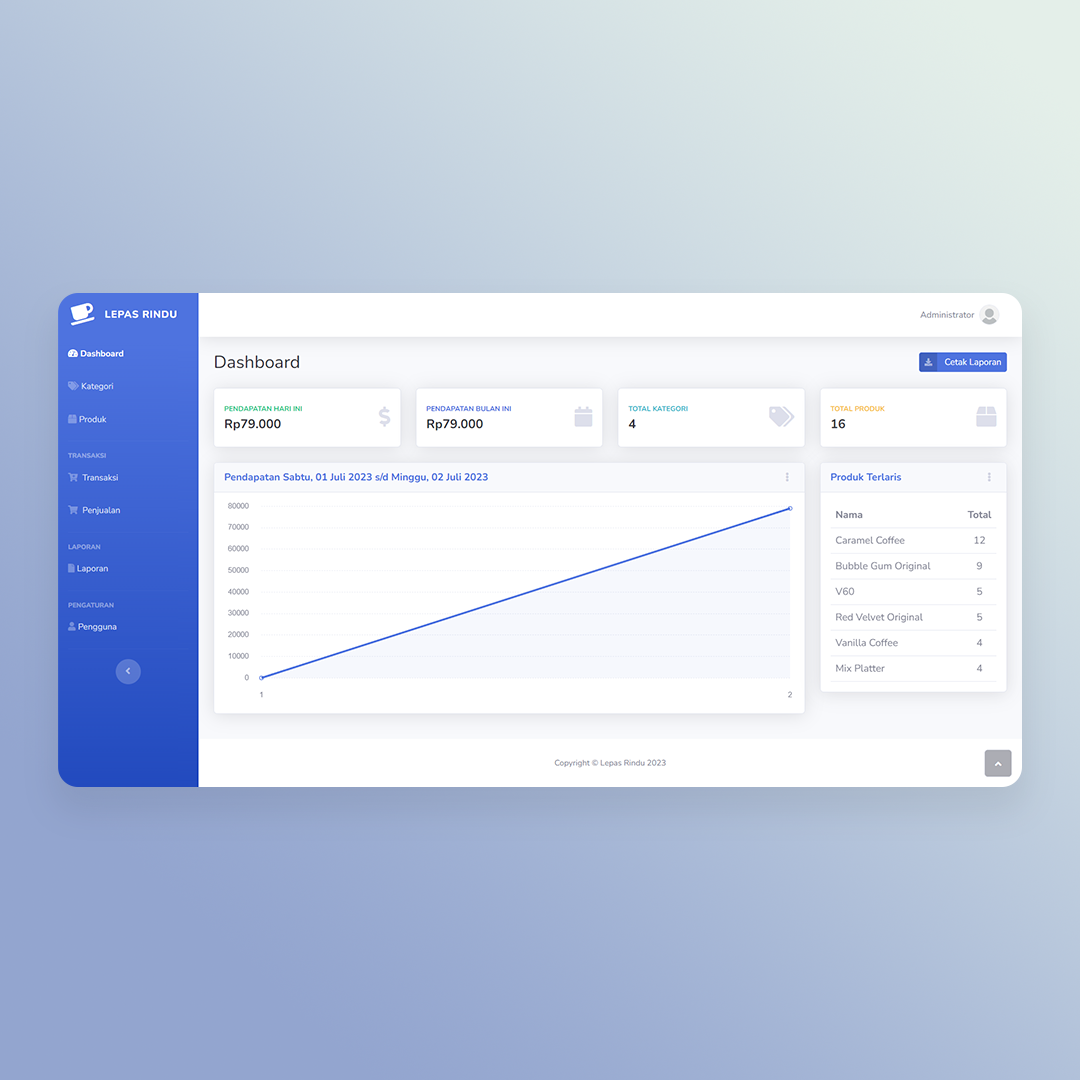 LEPAS RINDU
Dashboard
Kategori
Produk
TRANSAKSI
Transaksi
Penjualan
LAPORAN
Laporan
PENGATURAN
Pengguna
Administrator
Dashboard
Cetak Laporan
PENDAPATAN HARI INI
Rp79.000
PENDAPATAN BULAN INI
Rp79.000
TOTAL KATEGORI
4
TOTAL PRODUK
16
Pendapatan Sabtu, 01 Juli 2023 s/d Minggu, 02 Juli 2023
80000
70000
60000
50000
40000
30000
20000
10000
0
1 2
Produk Terlaris
Nama Total
Caramel Coffee 12
Bubble Gum Original 9
V60 5
Red Velvet Original 5
Vanilla Coffee 4
Mix Platter 4
Copyright © Lepas Rindu 2023